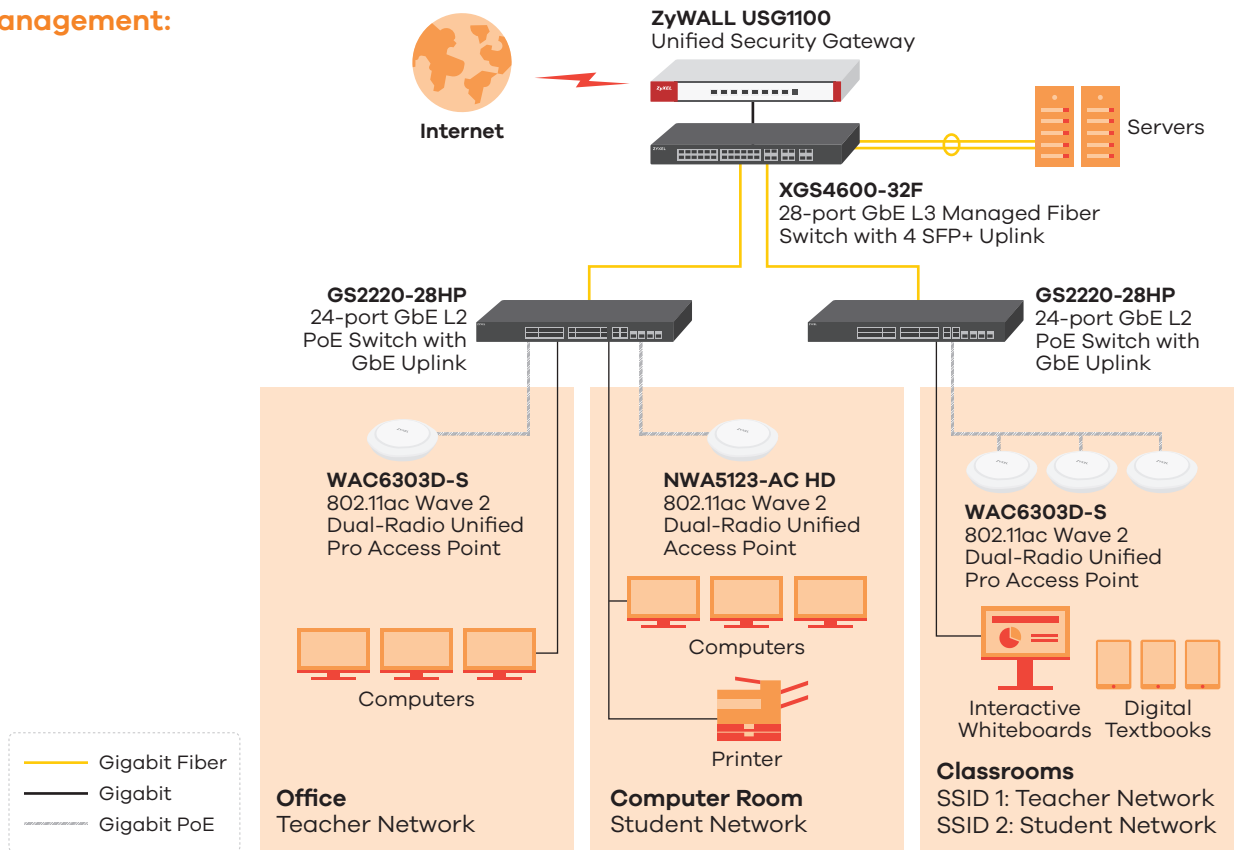 anagement:
ZyWALL USG1100
Unified Security Gateway
ZyXEL
Internet
Servers
ZYXEL
XGS4600-32F
28-port GbE L3 Managed Fiber
Switch with 4 SFP+ Uplink
GS2220-28HP
24-port GbE L2
PoE Switch with
GbE Uplink
GS2220-28HP
24-port GbE L2
PoE Switch with
GbE Uplink
WAC6303D-S
802.11ac Wave 2
Dual-Radio Unified
Pro Access Point
Computers
Office
Teacher Network
NWA5123-AC HD
802.11ac Wave 2
Dual-Radio Unified
Access Point
Computers
Printer
Computer Room
Student Network
WAC6303D-S
802.11ac Wave 2
Dual-Radio Unified
Pro Access Point
Interactive
Whiteboards
Digital
Textbooks
Classrooms
SSID 1: Teacher Network
SSID 2: Student Network
Gigabit Fiber
Gigabit
Gigabit PoE